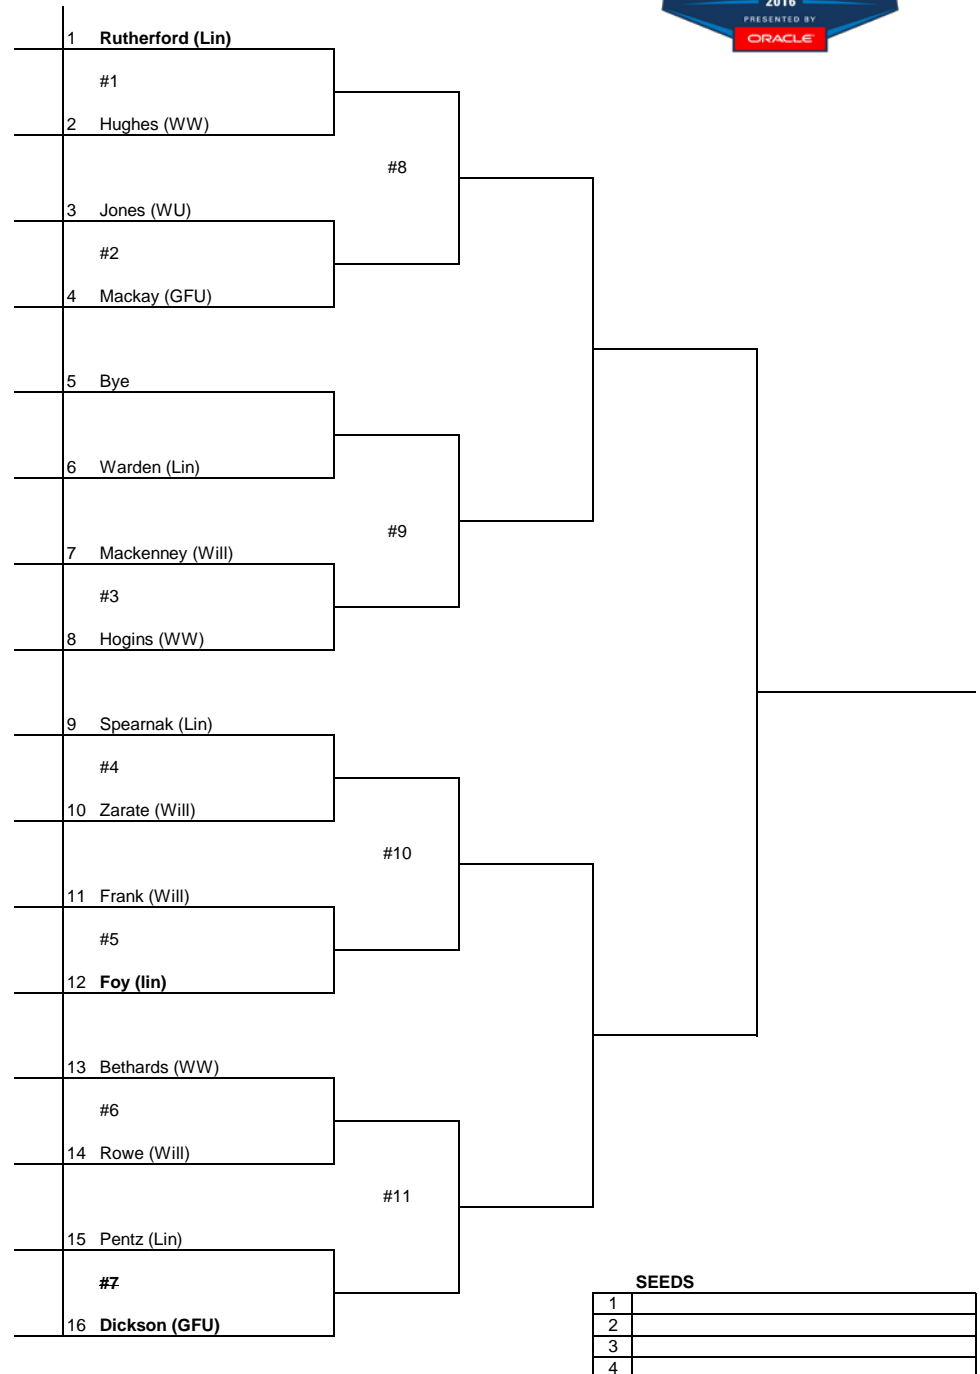 2016
PRESENTED BY
ORACLE
1 Rutherford (Lin)
#1
2 Hughes (WW)
#8
3 Jones (WU)
#2
4 Mackay (GFU)
5 Bye
6 Warden (Lin)
#9
7 Mackenney (Will)
#3
8 Hogins (WW)
9 Spearnak (Lin)
#4
10 Zarate (Will)
#10
11 Frank (Will)
#5
12 Foy (lin)
13 Bethards (WW)
#6
14 Rowe (Will)
#11
15 Pentz (Lin)
#7
16 Dickson (GFU)
SEEDS
1
2
3
4